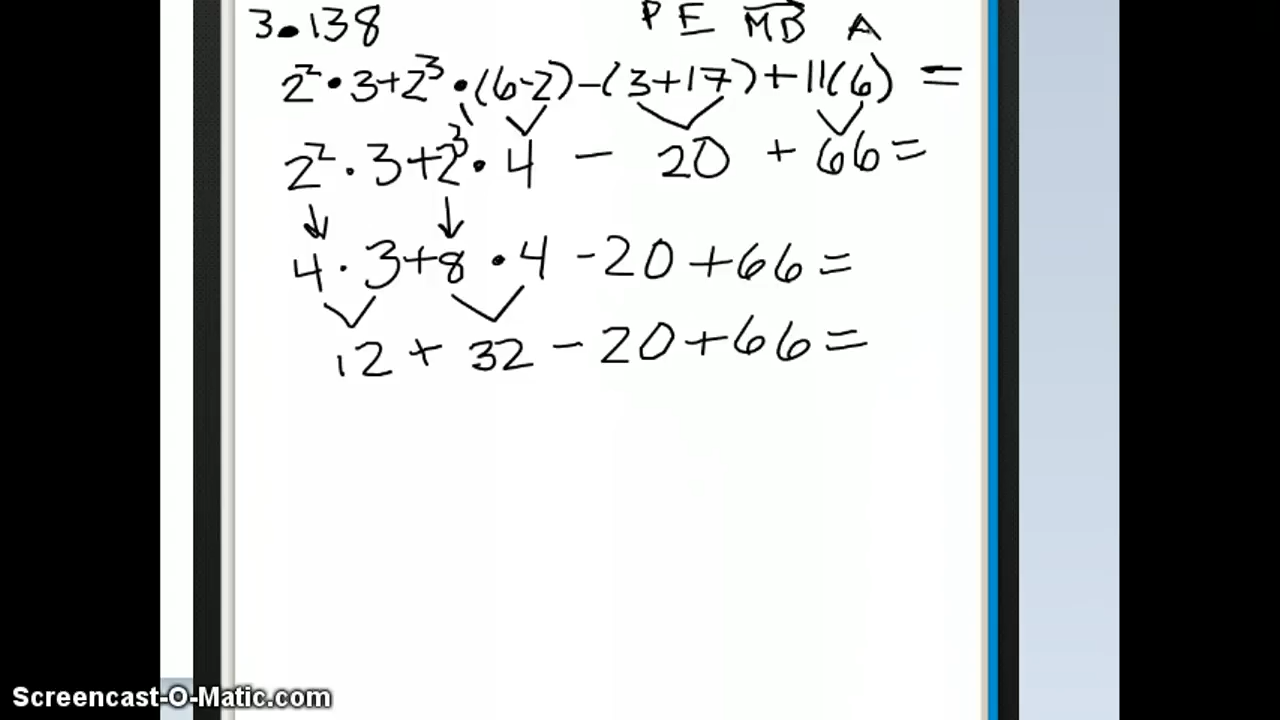 3•138 P E MD A
2²•3+2³•(6-2)-(3+17)+11(6) =
2²•3+2³•4 - 20 + 66=
4•3+8•4-20+66=
12+32-20+66=
Screencast-O-Matic.com